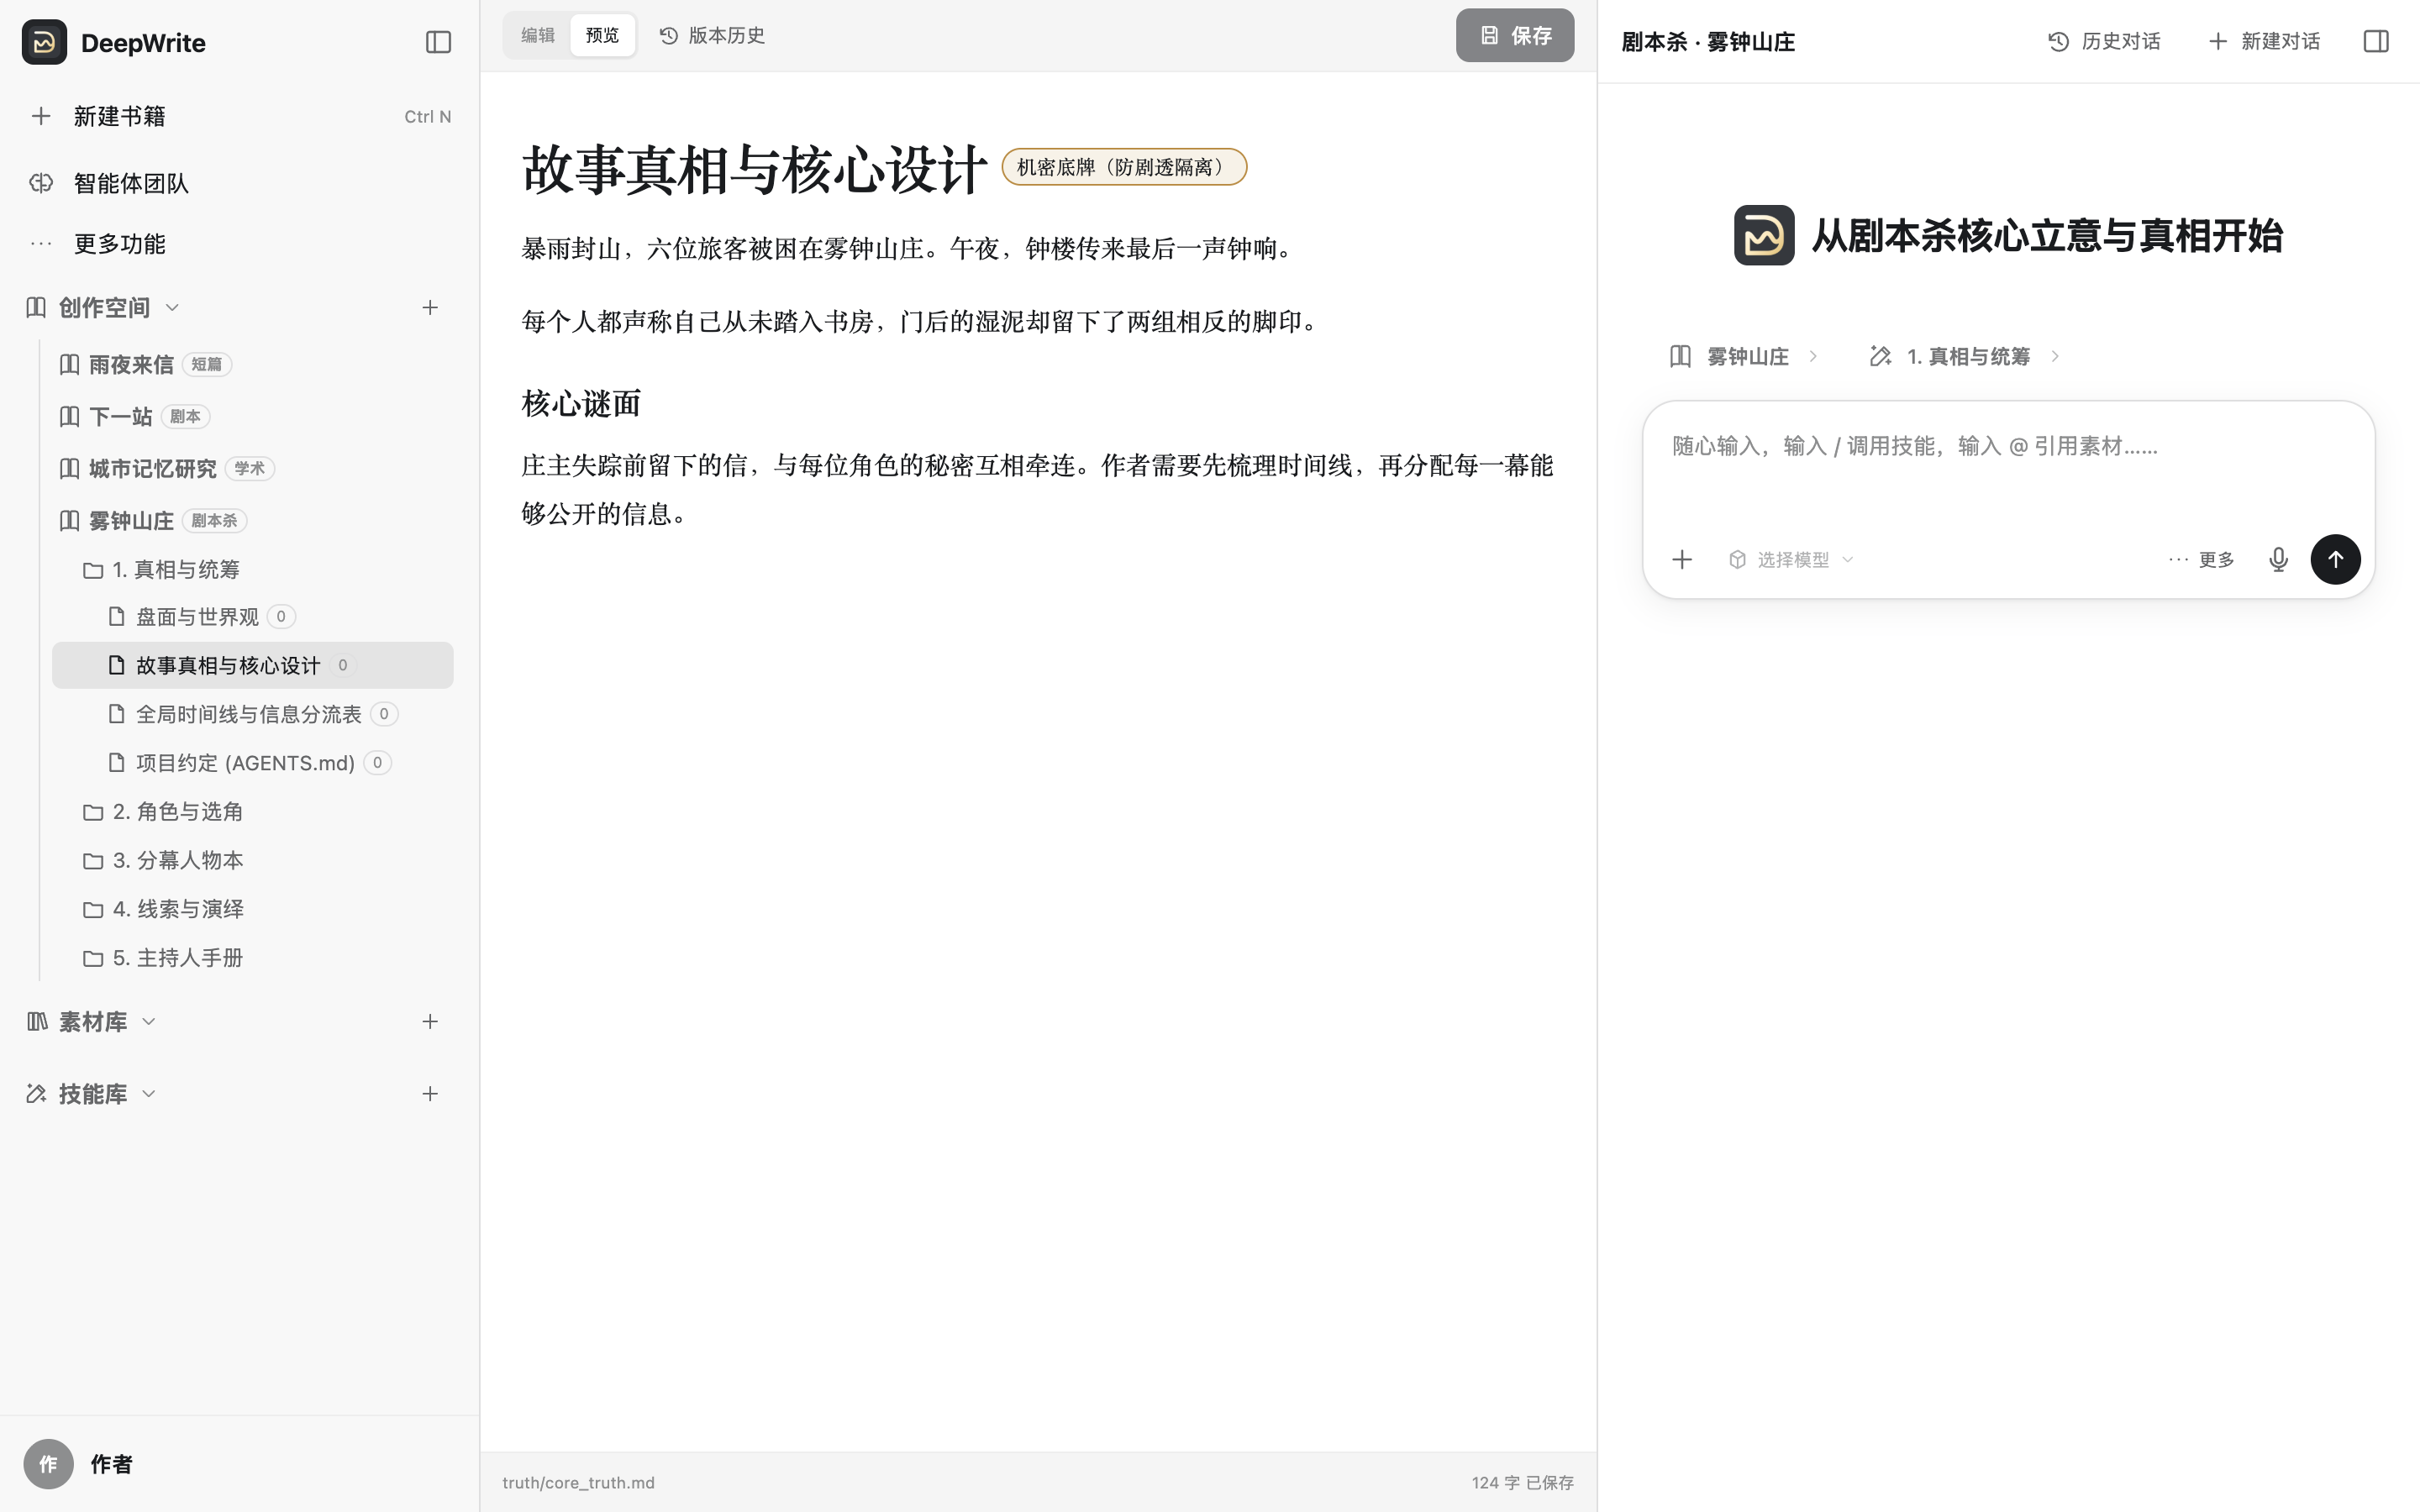 DeepWrite
新建书籍 Ctrl N
智能体团队
更多功能
创作空间
雨夜来信 短篇
下一站 剧本
城市记忆研究 学术
雾钟山庄 剧本杀
1. 真相与统筹
盘面与世界观 0
故事真相与核心设计 0
全局时间线与信息分流表 0
项目约定 (AGENTS.md) 0
2. 角色与选角
3. 分幕人物本
4. 线索与演绎
5. 主持人手册
素材库
技能库
作 作者
编辑 预览 版本历史 保存
故事真相与核心设计 机密底牌（防剧透隔离）
暴雨封山，六位旅客被困在雾钟山庄。午夜，钟楼传来最后一声钟响。
每个人都声称自己从未踏入书房，门后的湿泥却留下了两组相反的脚印。
核心谜面
庄主失踪前留下的信，与每位角色的秘密互相牵连。作者需要先梳理时间线，再分配每一幕能
够公开的信息。
truth/core_truth.md 124 字 已保存
剧本杀 · 雾钟山庄 历史对话 新建对话
从剧本杀核心立意与真相开始
雾钟山庄 1. 真相与统筹
随心输入，输入 / 调用技能，输入 @ 引用素材……
选择模型 ··· 更多